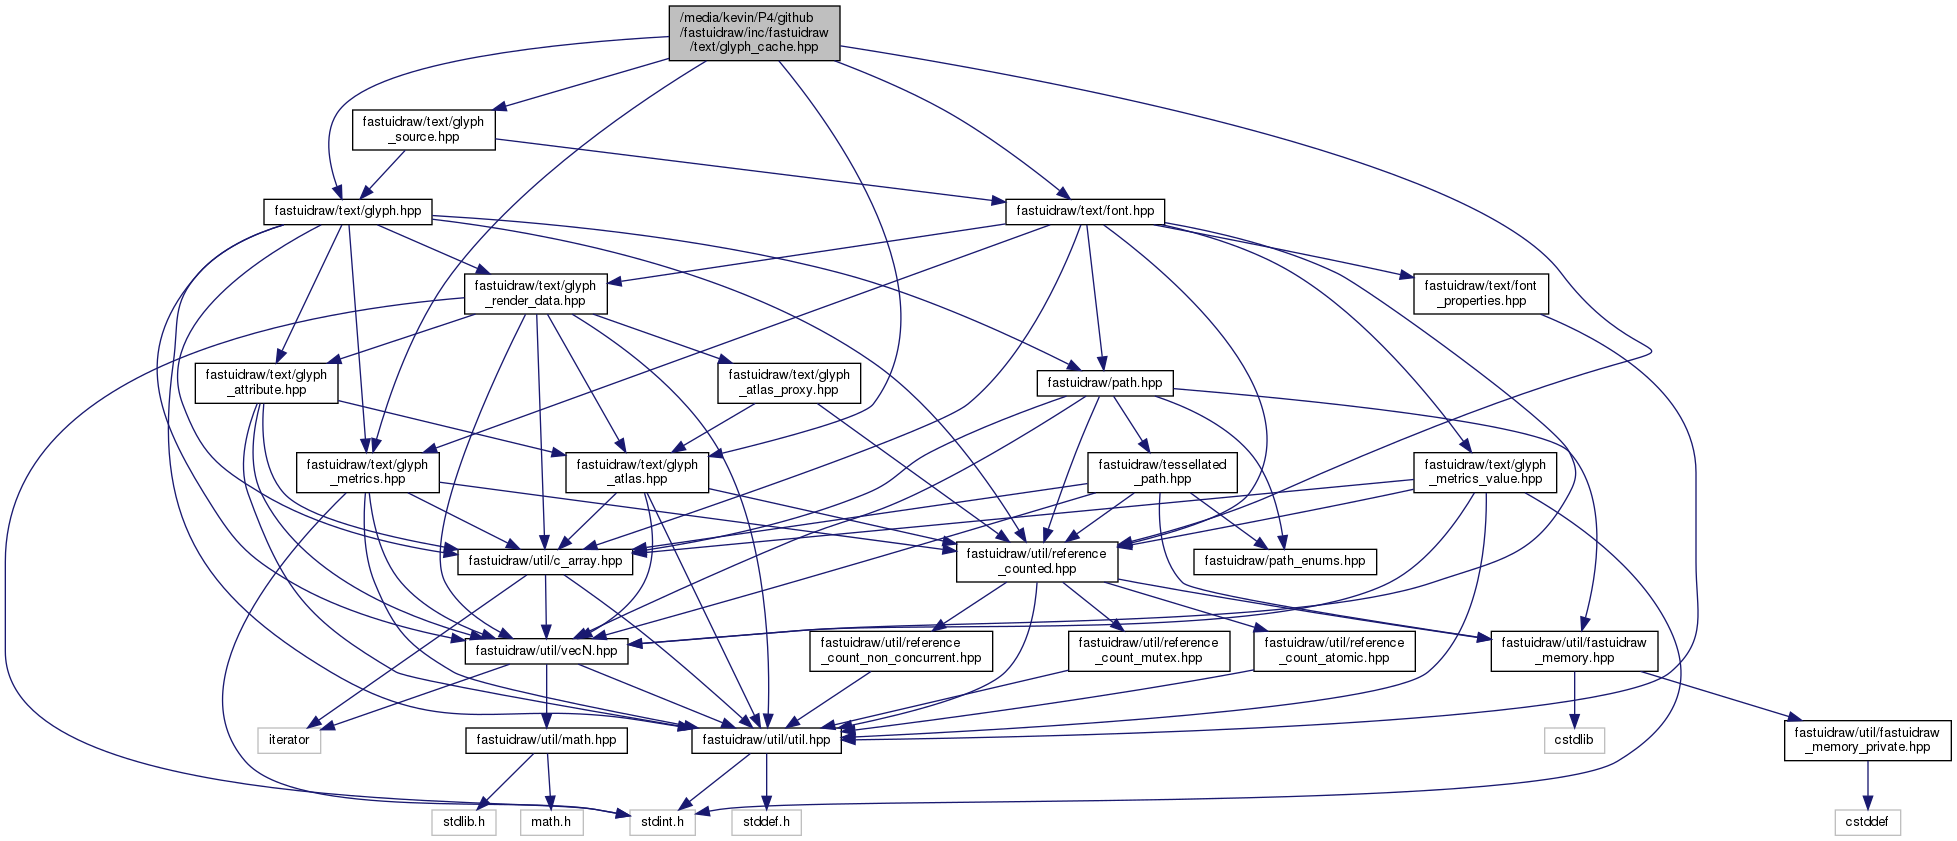 /media/kevin/P4/github
/fastuidraw/inc/fastuidraw
/text/glyph_cache.hpp
fastuidraw/text/glyph
_source.hpp
fastuidraw/text/glyph.hpp
fastuidraw/text/font.hpp
fastuidraw/text/glyph
_render_data.hpp
fastuidraw/text/font
_properties.hpp
fastuidraw/text/glyph
_attribute.hpp
fastuidraw/text/glyph
_atlas_proxy.hpp
fastuidraw/path.hpp
fastuidraw/text/glyph
_metrics.hpp
fastuidraw/text/glyph
_atlas.hpp
fastuidraw/tessellated
_path.hpp
fastuidraw/text/glyph
_metrics_value.hpp
fastuidraw/util/c_array.hpp
fastuidraw/util/reference
_counted.hpp
fastuidraw/path_enums.hpp
fastuidraw/util/vecN.hpp
fastuidraw/util/reference
_count_non_concurrent.hpp
fastuidraw/util/reference
_count_mutex.hpp
fastuidraw/util/reference
_count_atomic.hpp
fastuidraw/util/fastuidraw
_memory.hpp
iterator
fastuidraw/util/math.hpp
fastuidraw/util/util.hpp
cstdlib
fastuidraw/util/fastuidraw
_memory_private.hpp
stdlib.h
math.h
stdint.h
stddef.h
cstddef